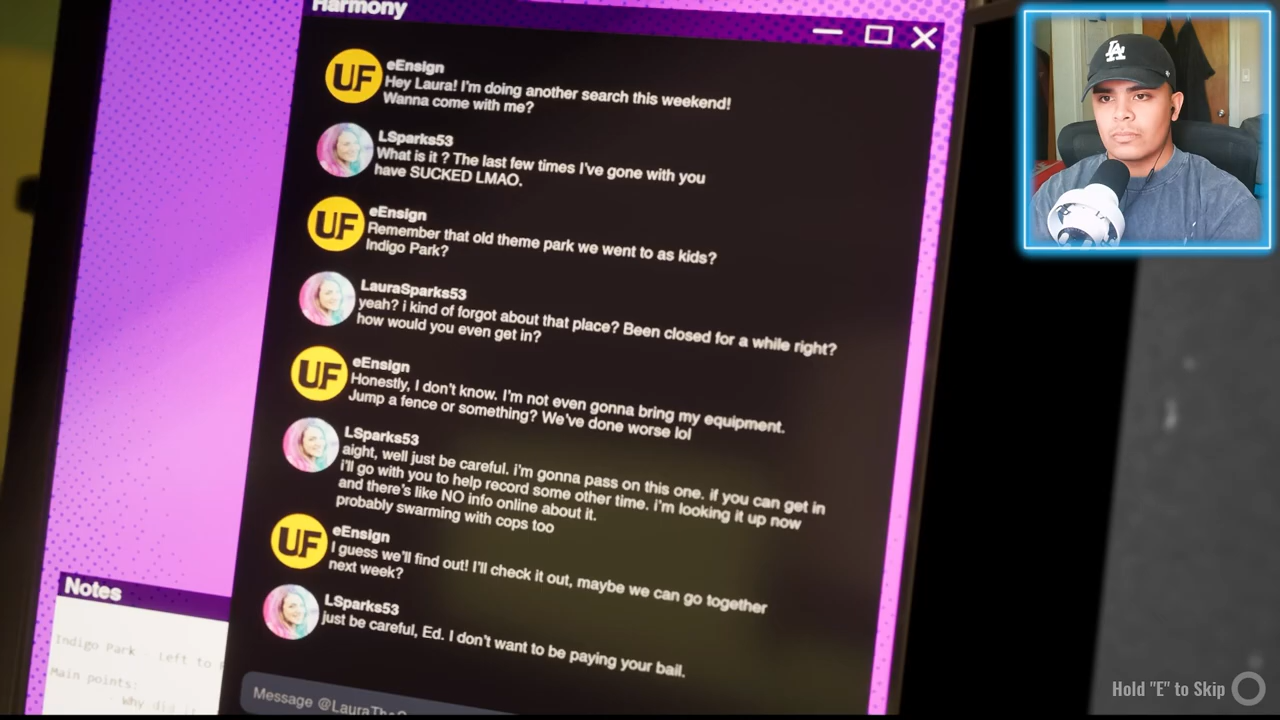 Harmony
UF
eEnsign
Hey Laura! I'm doing another search this weekend!
Wanna come with me?
LSparks53
What is it ? The last few times I've gone with you
have SUCKED LMAO.
UF
eEnsign
Remember that old theme park we went to as kids?
Indigo Park?
LauraSparks53
yeah? i kind of forgot about that place? Been closed for a while right?
how would you even get in?
UF
eEnsign
Honestly, I don't know. I'm not even gonna bring my equipment.
Jump a fence or something? We've done worse lol
LSparks53
aight, well just be careful. i'm gonna pass on this one. if you can get in
i'll go with you to help record some other time. i'm looking it up now
and there's like NO info online about it.
probably swarming with cops too
UF
eEnsign
I guess we'll find out! I'll check it out, maybe we can go together
next week?
LSparks53
just be careful, Ed. I don't want to be paying your bail.
Message
Notes
Indigo Park Left to
Main points:
- Why did
LA
Hold "E" to Skip